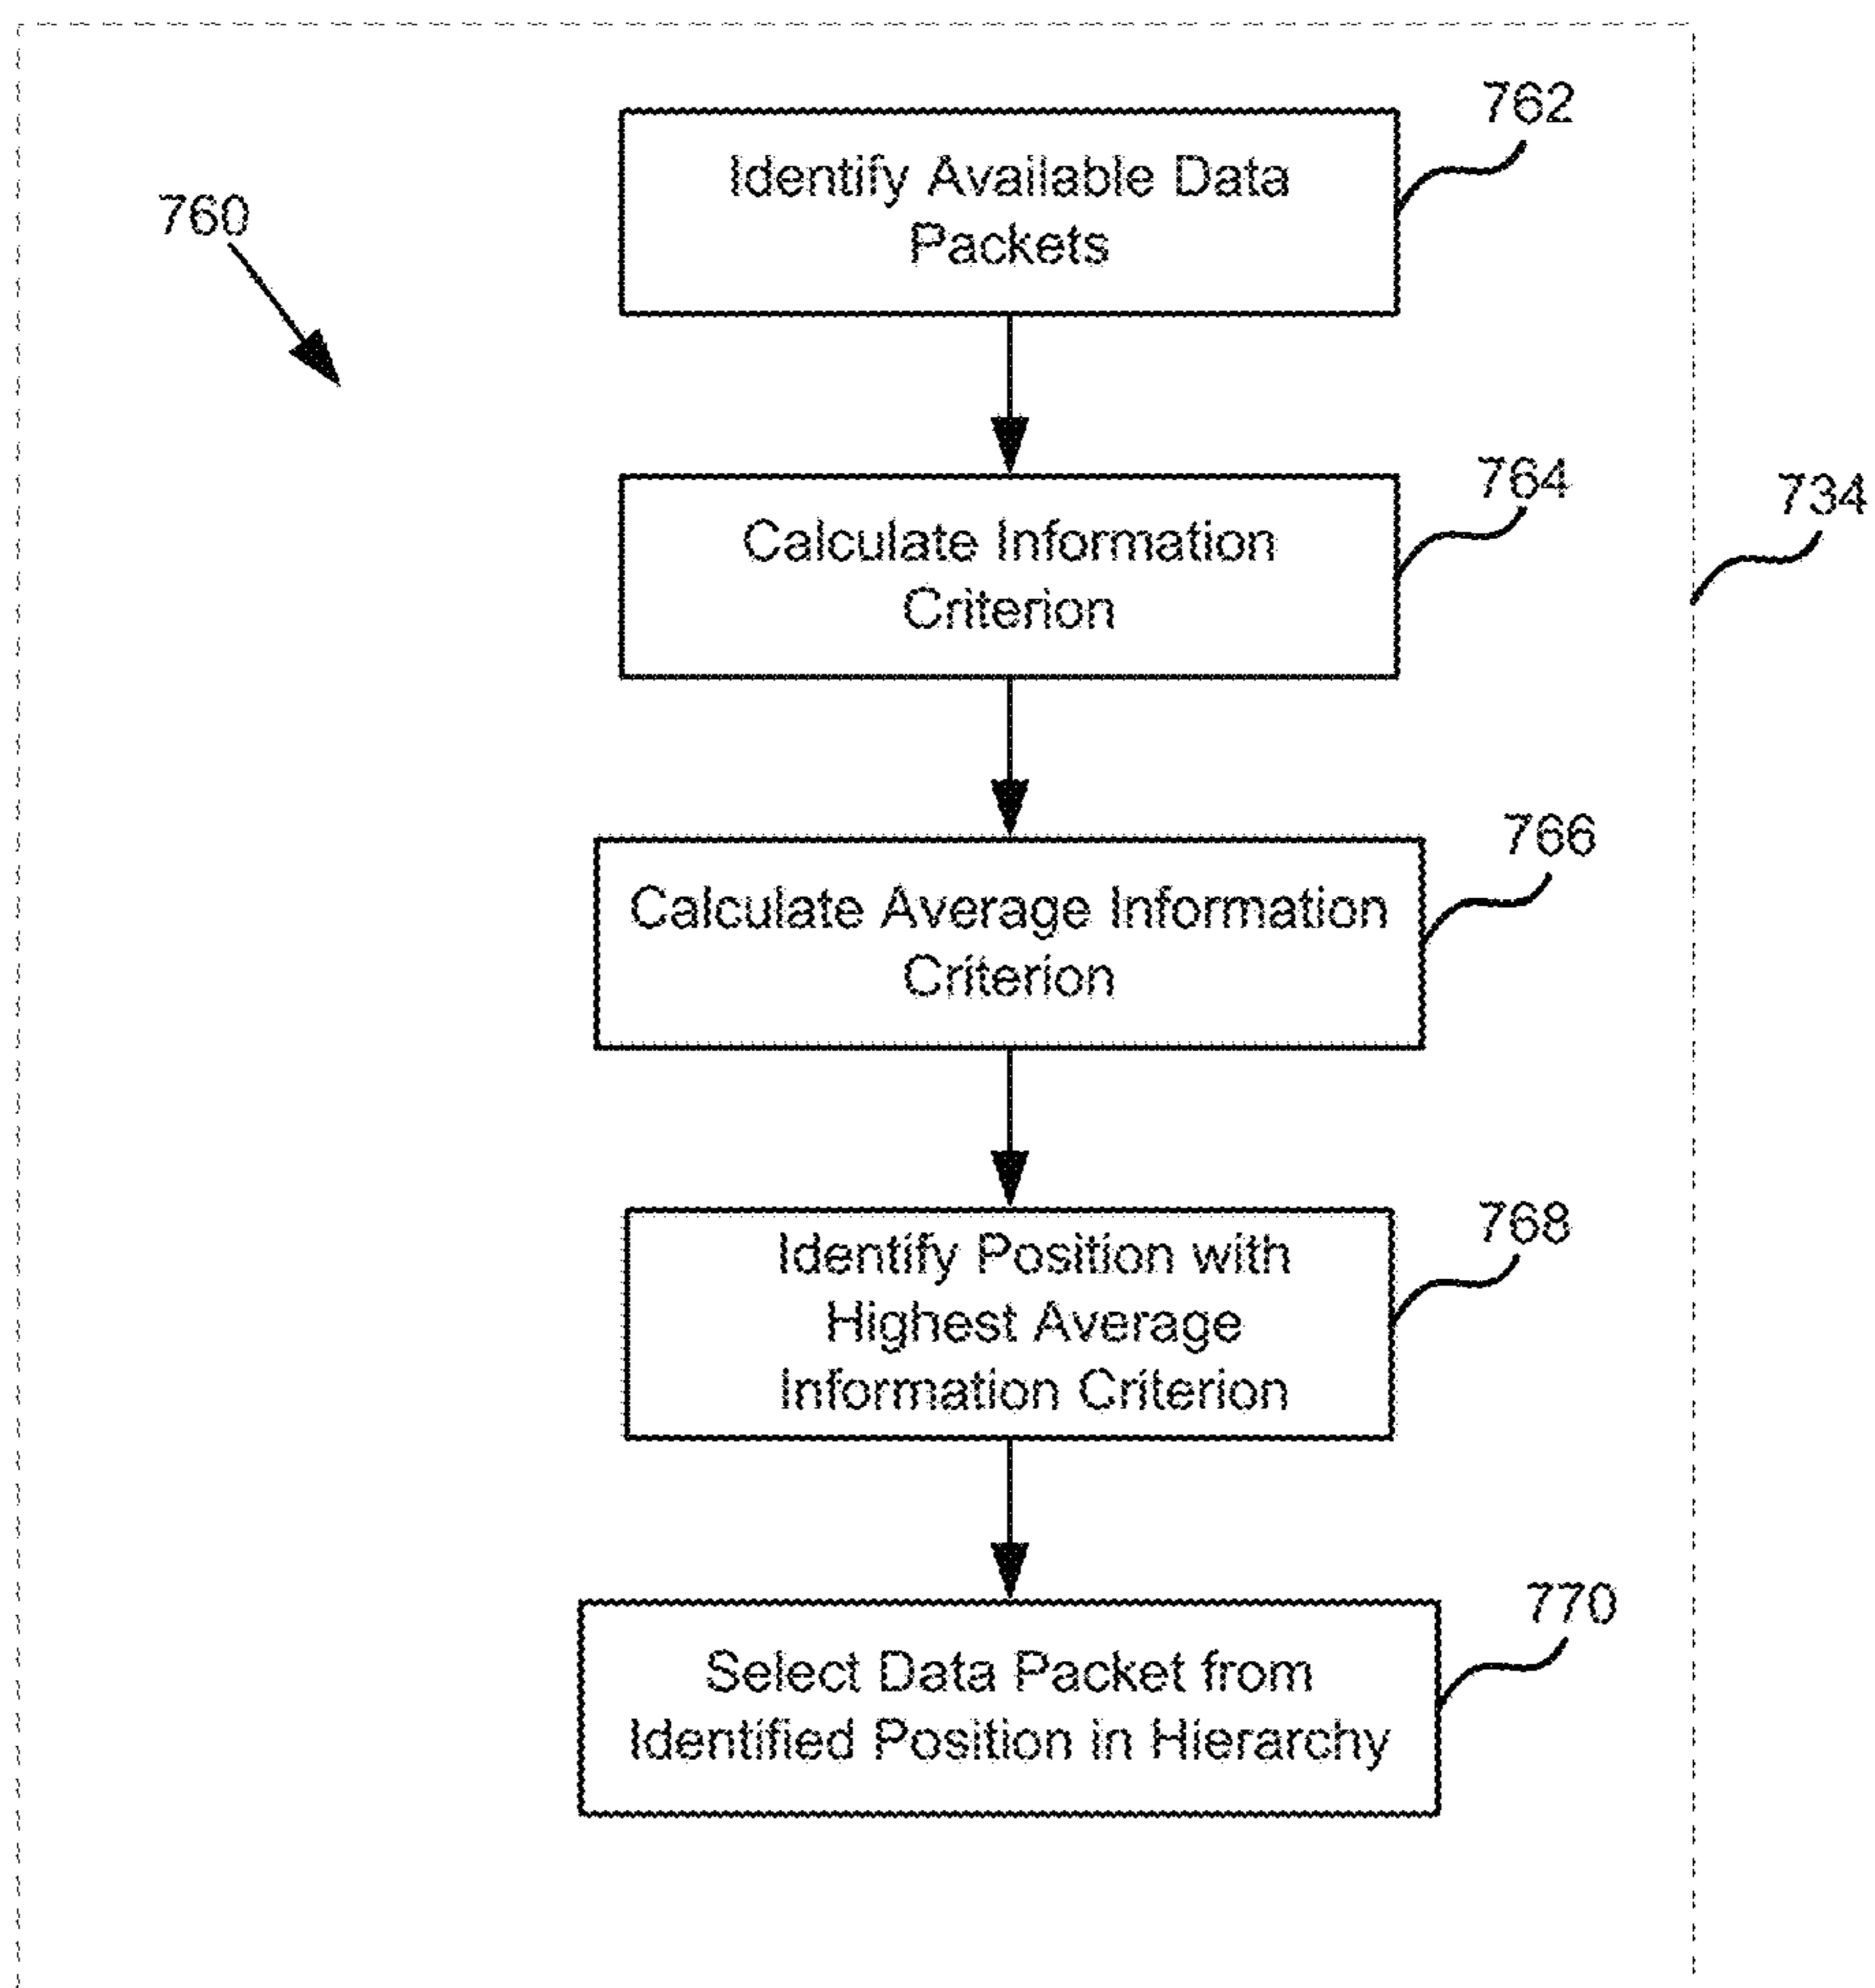 762
Identify Available Data
Packets
760
764
Calculate Information
Criterion
734
766
Calculate Average Information
Criterion
768
Identify Position with
Highest Average
Information Criterion
770
Select Data Packet from
Identified Position in Hierarchy